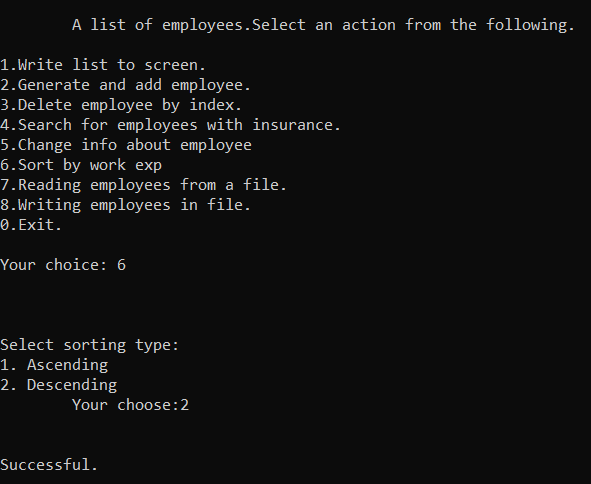 A list of employees.Select an action from the following.
1.Write list to screen.
2.Generate and add employee.
3.Delete employee by index.
4.Search for employees with insurance.
5.Change info about employee
6.Sort by work exp
7.Reading employees from a file.
8.Writing employees in file.
0.Exit.
Your choice: 6
Select sorting type:
1. Ascending
2. Descending
Your choose:2
Successful.